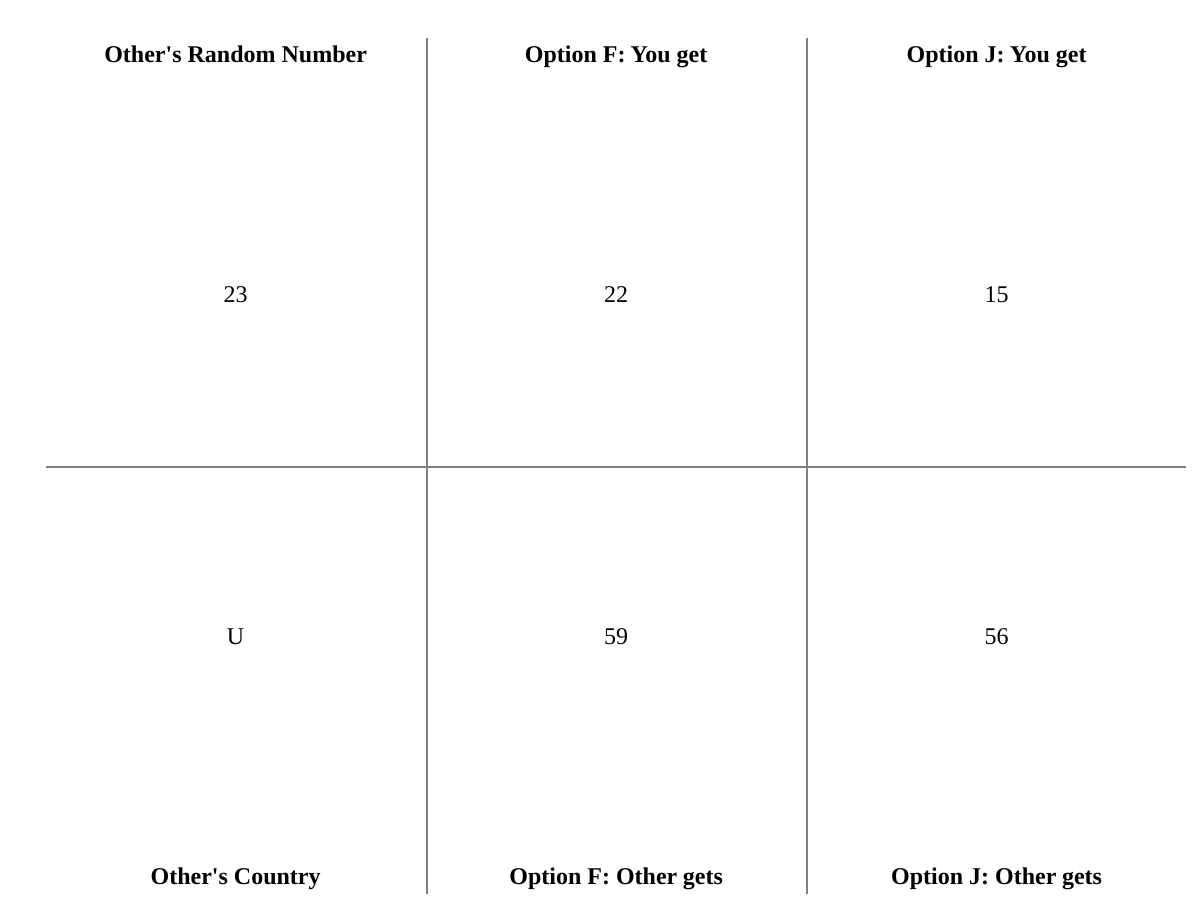 Other's Random Number
Option F: You get
Option J: You get
23
22
15
U
59
56
Other's Country
Option F: Other gets
Option J: Other gets